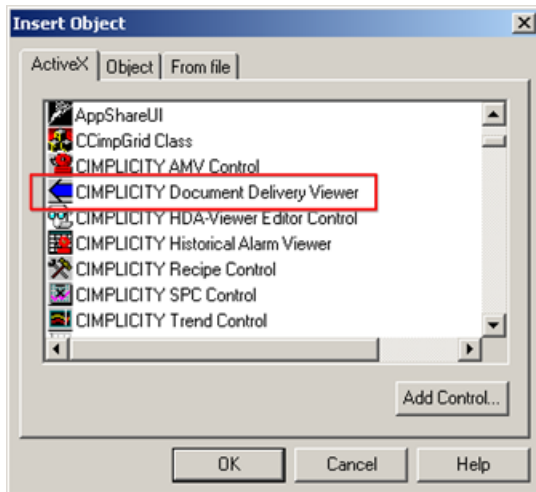 Insert Object
ActiveX Object From file
AppShareUI
CCimpGrid Class
CIMPLICITY AMV Control
CIMPLICITY Document Delivery Viewer
CIMPLICITY HDA-Viewer Editor Control
CIMPLICITY Historical Alarm Viewer
CIMPLICITY Recipe Control
CIMPLICITY SPC Control
CIMPLICITY Trend Control
Add Control...
OK Cancel Help